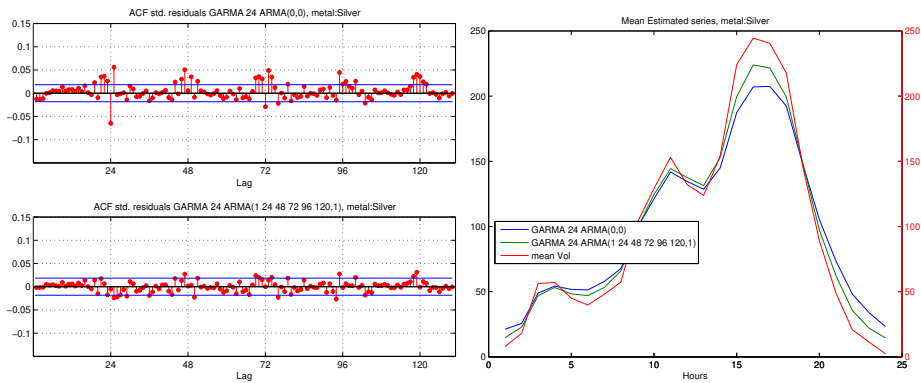 ACF std. residuals GARMA 24 ARMA(0,0), metal:Silver
0.15
0.1
0.05
0
−0.05
−0.1
24 48 72 96 120
Lag
ACF std. residuals GARMA 24 ARMA(1 24 48 72 96 120,1), metal:Silver
0.15
0.1
0.05
0
−0.05
−0.1
24 48 72 96 120
Lag
Mean Estimated series, metal:Silver
250 250
200 200
150 150
100 100
50 50
0 0
GARMA 24 ARMA(0,0)
GARMA 24 ARMA(1 24 48 72 96 120,1)
mean Vol
0 5 10 15 20 25
Hours